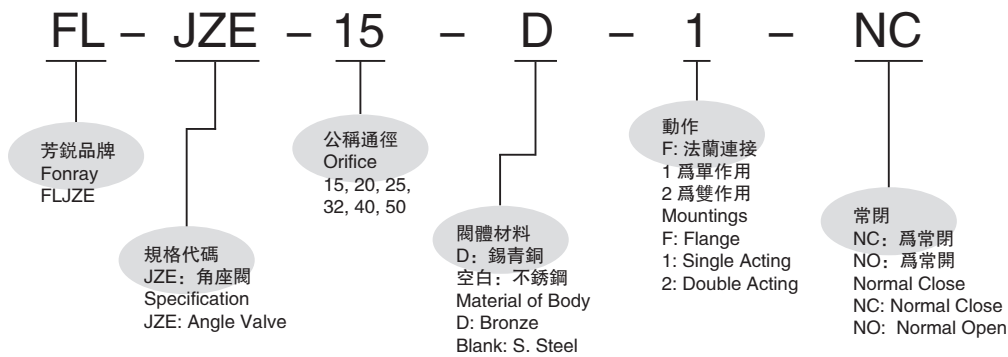 FL – JZE – 15 – D – 1 – NC
芳鋭品牌
Fonray
FLJZE
規格代碼
JZE：角座閥
Specification
JZE: Angle Valve
公稱通徑
Orifice
15, 20, 25,
32, 40, 50
閥體材料
D：錫青銅
空白：不銹鋼
Material of Body
D: Bronze
Blank: S. Steel
動作
F: 法蘭連接
1 爲單作用
2 爲雙作用
Mountings
F: Flange
1: Single Acting
2: Double Acting
常閉
NC：爲常閉
NO：爲常開
Normal Close
NC: Normal Close
NO: Normal Open